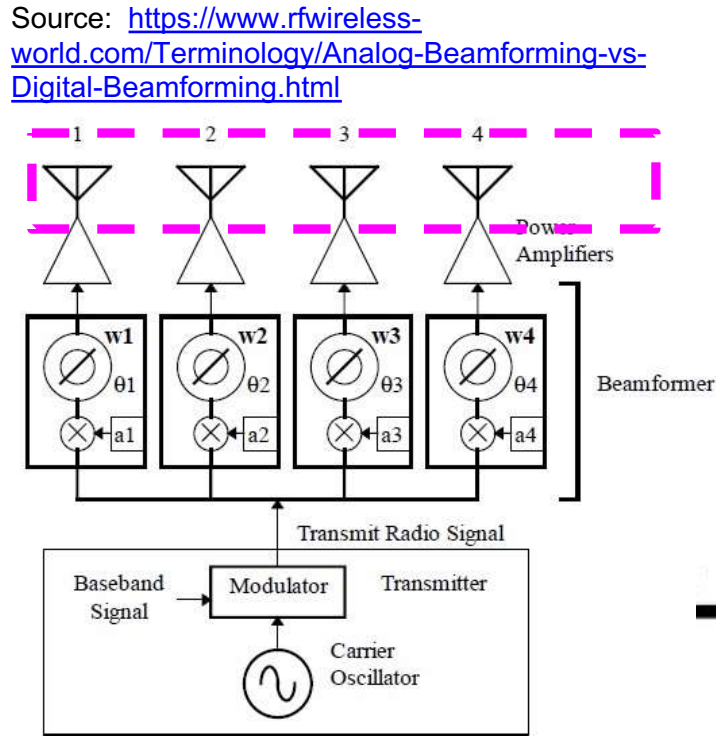 Source: https://www.rfwireless-
world.com/Terminology/Analog-Beamforming-vs-
Digital-Beamforming.html
1 2 3 4
Power
Amplifiers
w1 w2 w3 w4
θ1 θ2 θ3 θ4
Beamformer
a1 a2 a3 a4
Transmit Radio Signal
Baseband
Signal
Modulator
Transmitter
Carrier
Oscillator